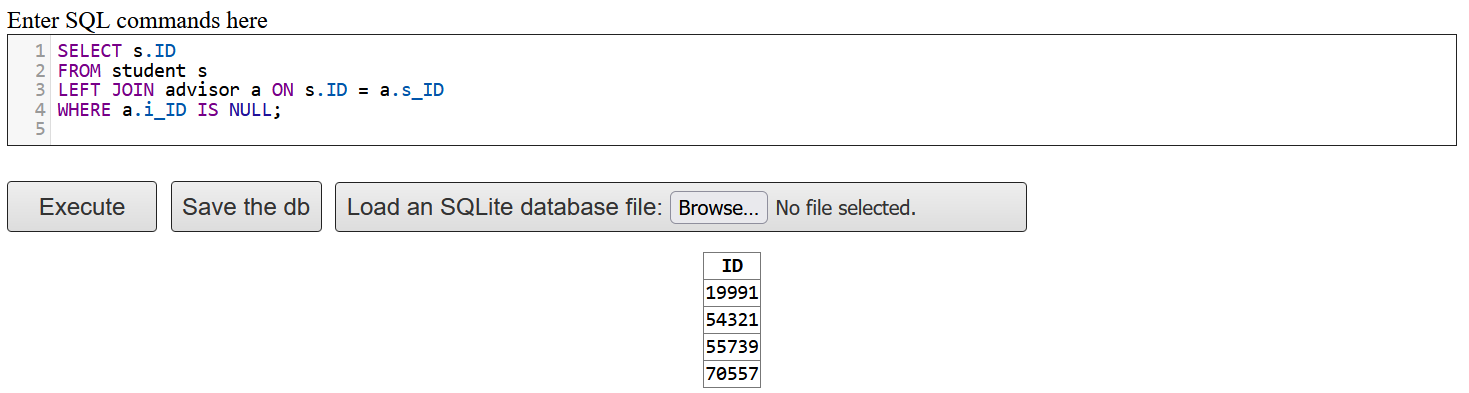 Enter SQL commands here
1 SELECT s.ID
2 FROM student s
3 LEFT JOIN advisor a ON s.ID = a.s_ID
4 WHERE a.i_ID IS NULL;
5
Execute Save the db Load an SQLite database file: Browse... No file selected.
ID
19991
54321
55739
70557